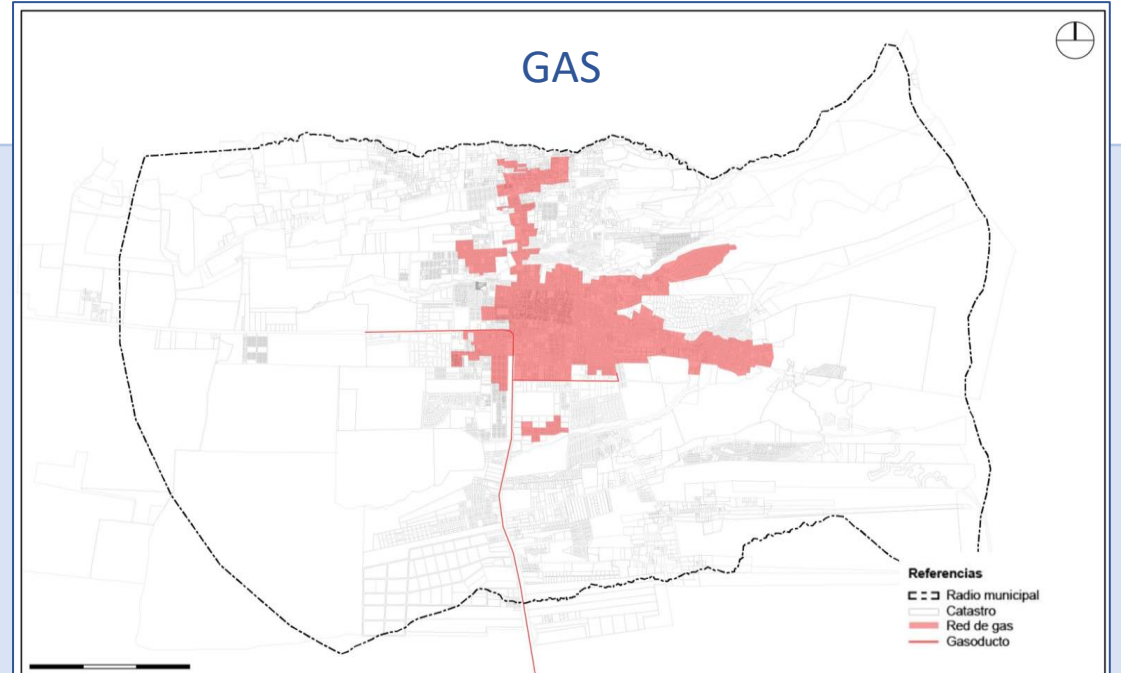 GAS
Referencias
Radio municipal
Catastro
Red de gas
Gasoducto